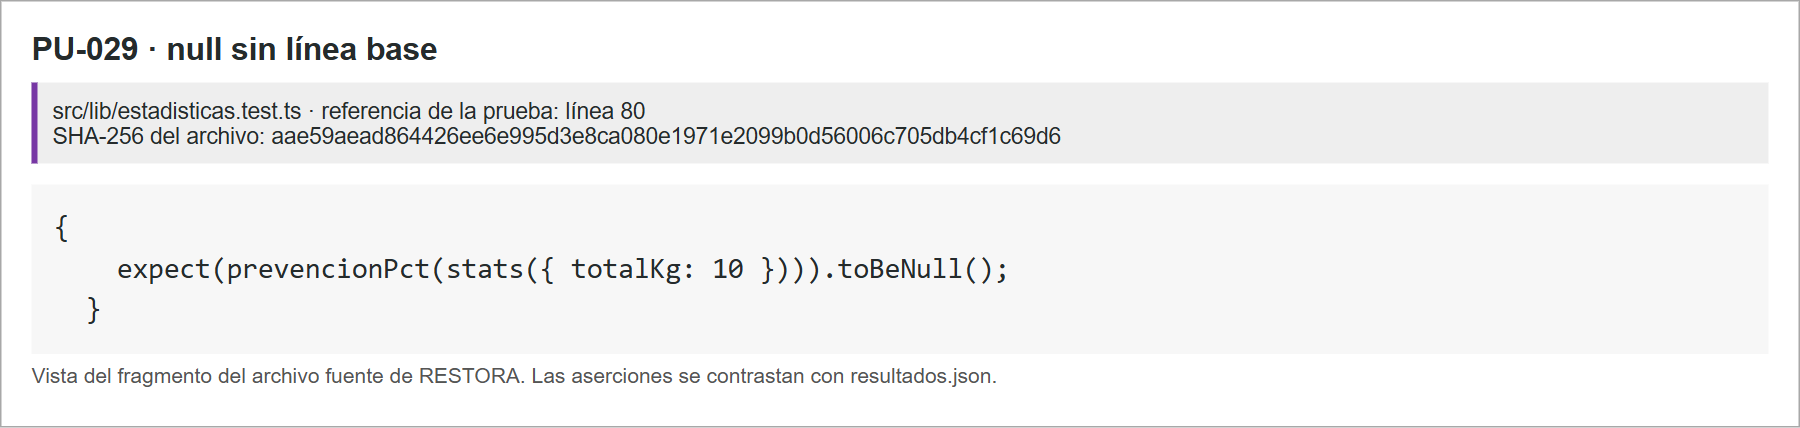 PU-029 · null sin línea base
src/lib/estadisticas.test.ts · referencia de la prueba: línea 80
SHA-256 del archivo: aae59aead864426ee6e995d3e8ca080e1971e2099b0d56006c705db4cf1c69d6
{
    expect(prevencionPct(stats({ totalKg: 10 }))).toBeNull();
  }
Vista del fragmento del archivo fuente de RESTORA. Las aserciones se contrastan con resultados.json.